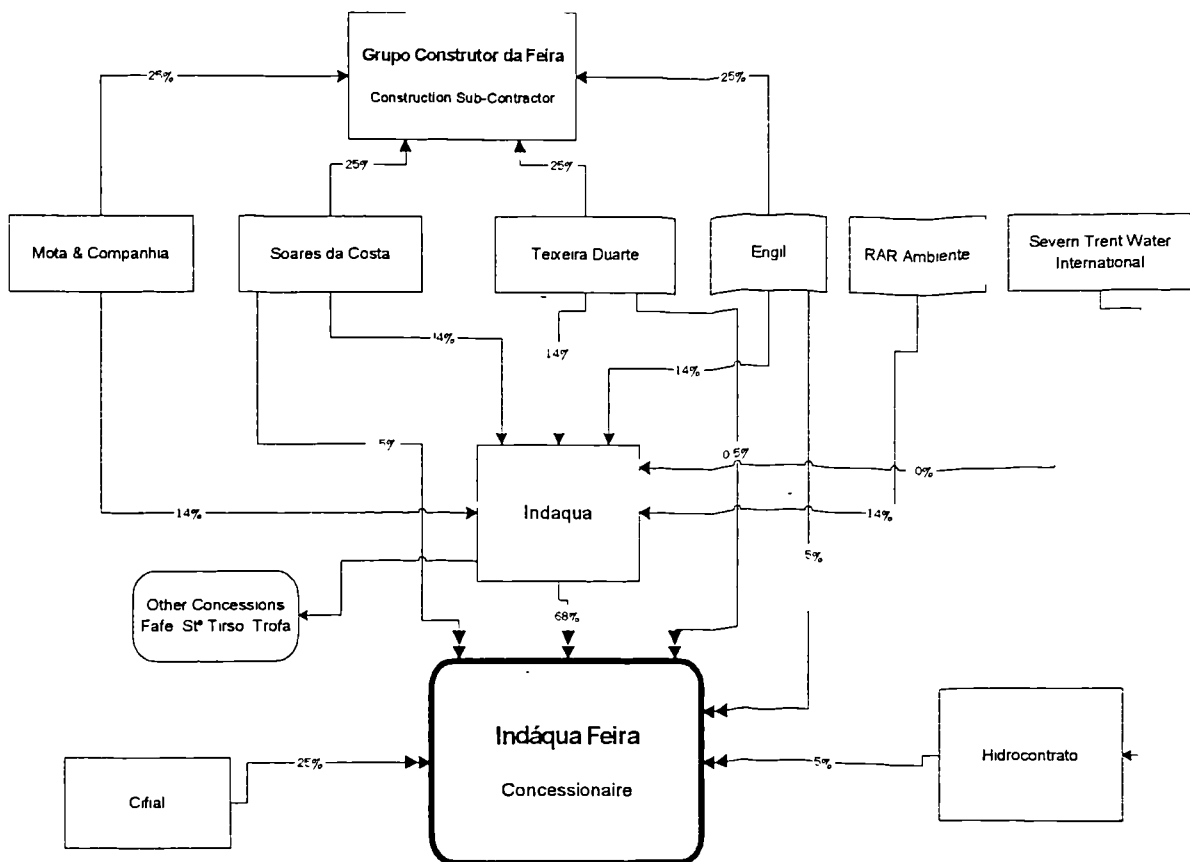 Grupo Construtor da Feira
Construction Sub-Contractor
25%
25%
25%
25%
Mota & Companhia
Soares da Costa
Teixeira Duarte
Engil
RAR Ambiente
Severn Trent Water
International
14%
14%
14%
5%
0.5%
0%
Indaqua
14%
14%
5%
Other Concessions
Fafe Stª Tirso Trofa
68%
Indáqua Feira
Concessionaire
Cifial
25%
5%
Hidrocontrato